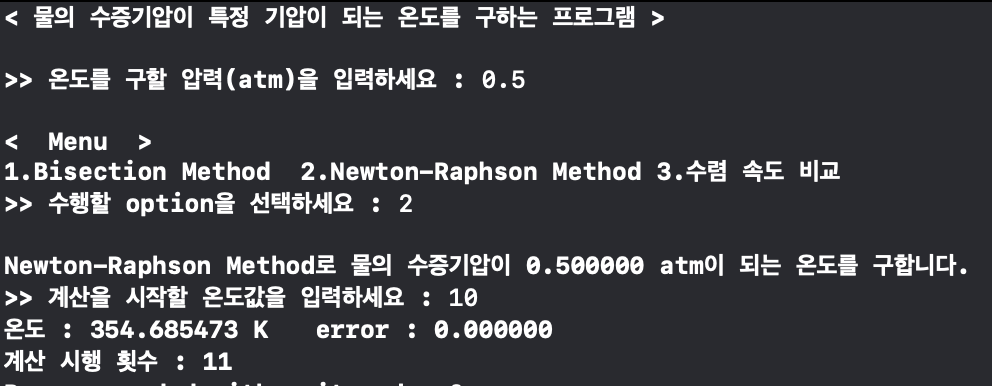 < 물의 수증기압이 특정 기압이 되는 온도를 구하는 프로그램 >
>> 온도를 구할 압력(atm)을 입력하세요 : 0.5
<  Menu  >
1.Bisection Method  2.Newton-Raphson Method 3.수렴 속도 비교
>> 수행할 option을 선택하세요 : 2
Newton-Raphson Method로 물의 수증기압이 0.500000 atm이 되는 온도를 구합니다.
>> 계산을 시작할 온도값을 입력하세요 : 10
온도 : 354.685473 K   error : 0.000000
계산 시행 횟수 : 11